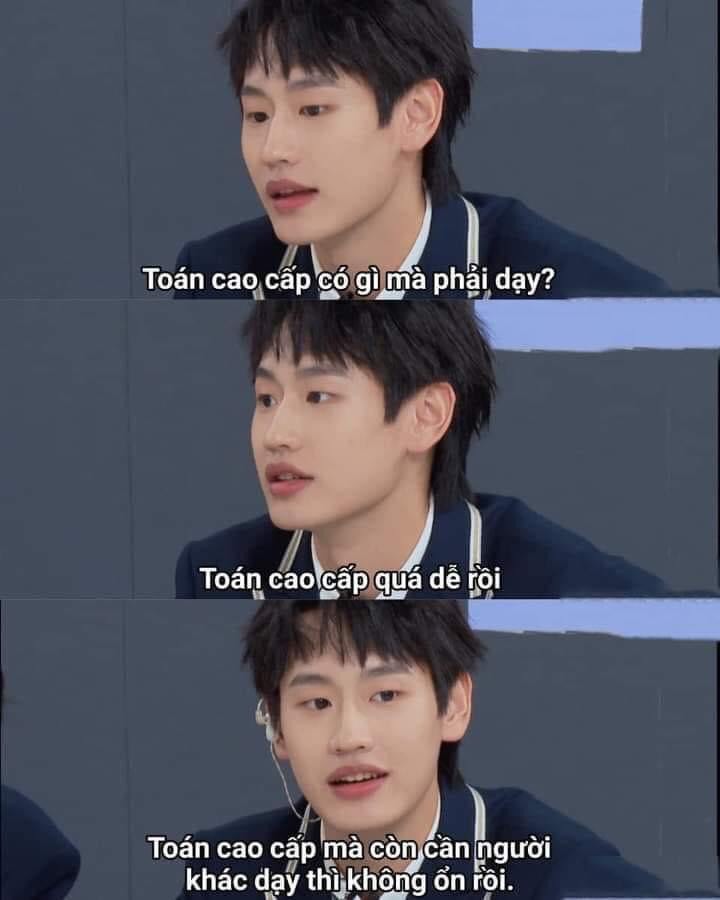 Toán cao cấp có gì mà phải dạy?
Toán cao cấp quá dễ rồi
Toán cao cấp mà còn cần người
khác dạy thì không ổn rồi.